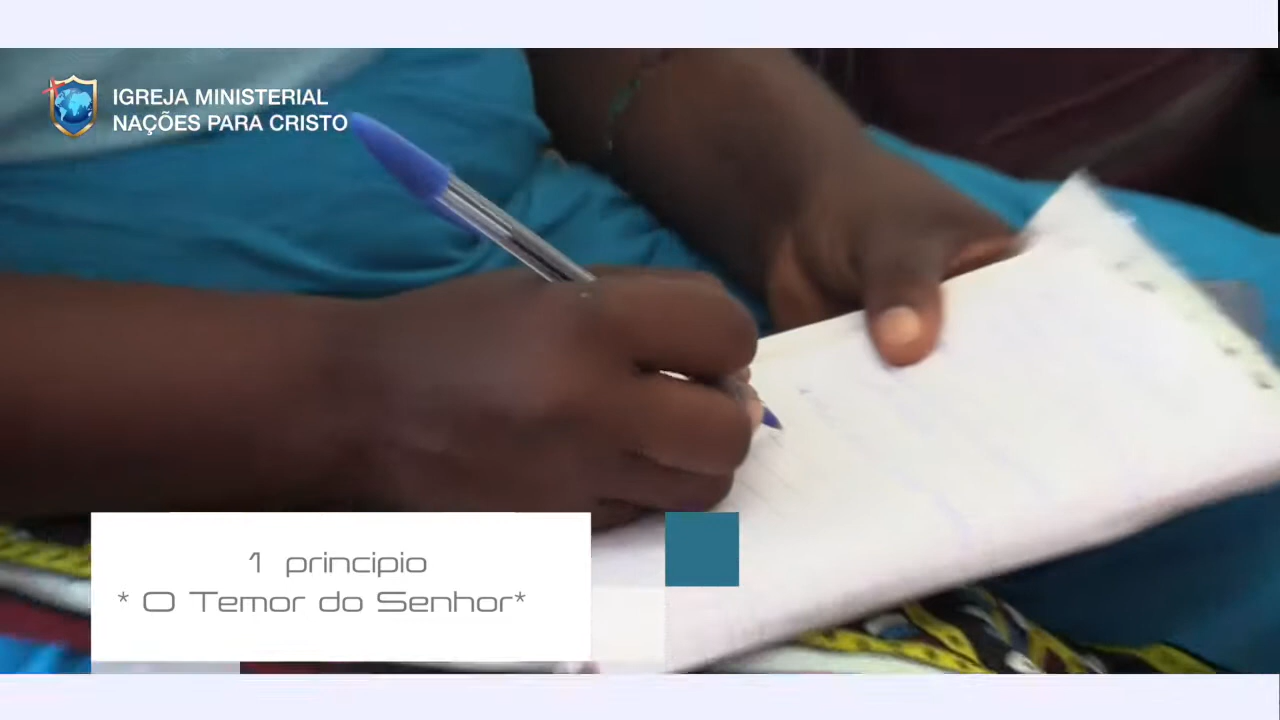 IGREJA MINISTERIAL
NAÇÕES PARA CRISTO
1 principio
* O Temor do Senhor*